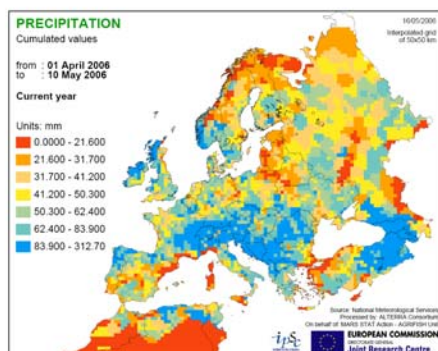 PRECIPITATION
Cumulated values
16/05/2006
Interpolated grid
of 50x50 km
from : 01 April 2006
to : 10 May 2006
Current year
Units: mm
0.0000 - 21.600
21.600 - 31.700
31.700 - 41.200
41.200 - 50.300
50.300 - 62.400
62.400 - 83.900
83.900 - 312.70
Source: National Meteorological Services
Processed by: ALTERRA Consortium
On behalf of: MARS STAT Action - AGRIFISH Unit
EUROPEAN COMMISSION
DIRECTORATE GENERAL
Joint Research Centre